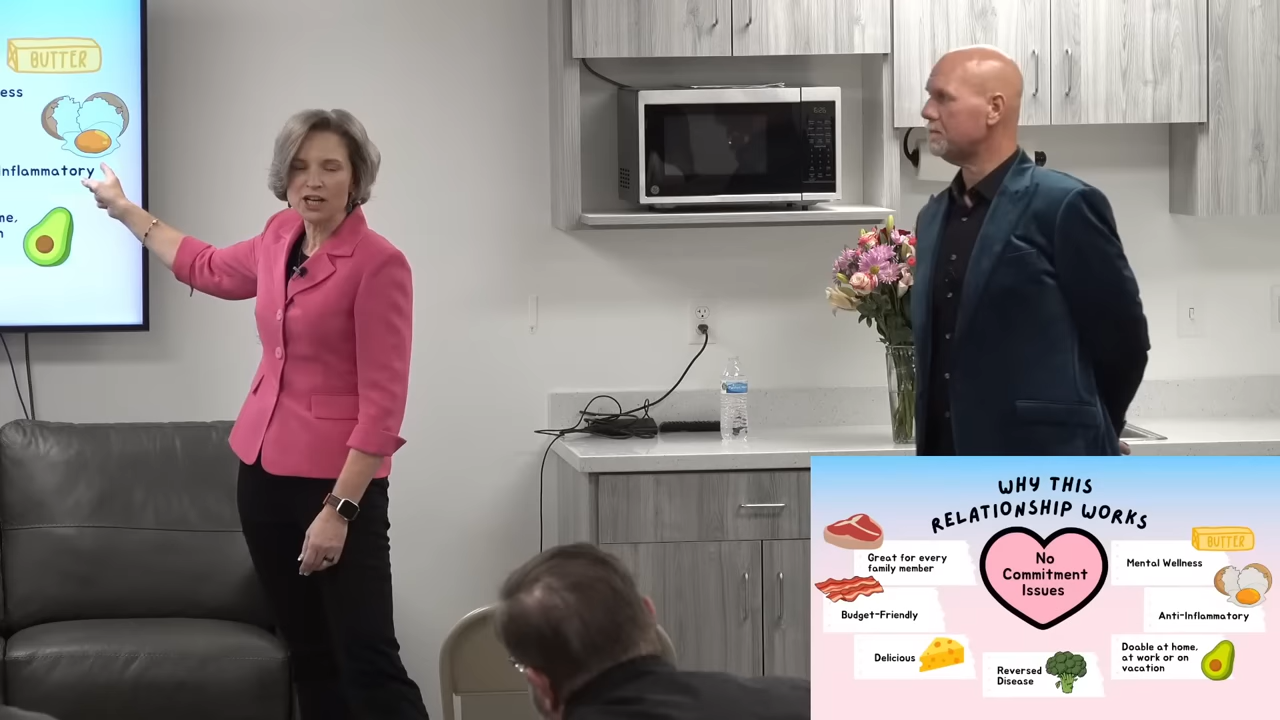 BUTTER
ess
nflammatory
me,
n
WHY THIS
RELATIONSHIP WORKS
No
Commitment
Issues
Great for every
family member
Budget-Friendly
Delicious
Reversed
Disease
BUTTER
Mental Wellness
Anti-Inflammatory
Doable at home,
at work or on
vacation